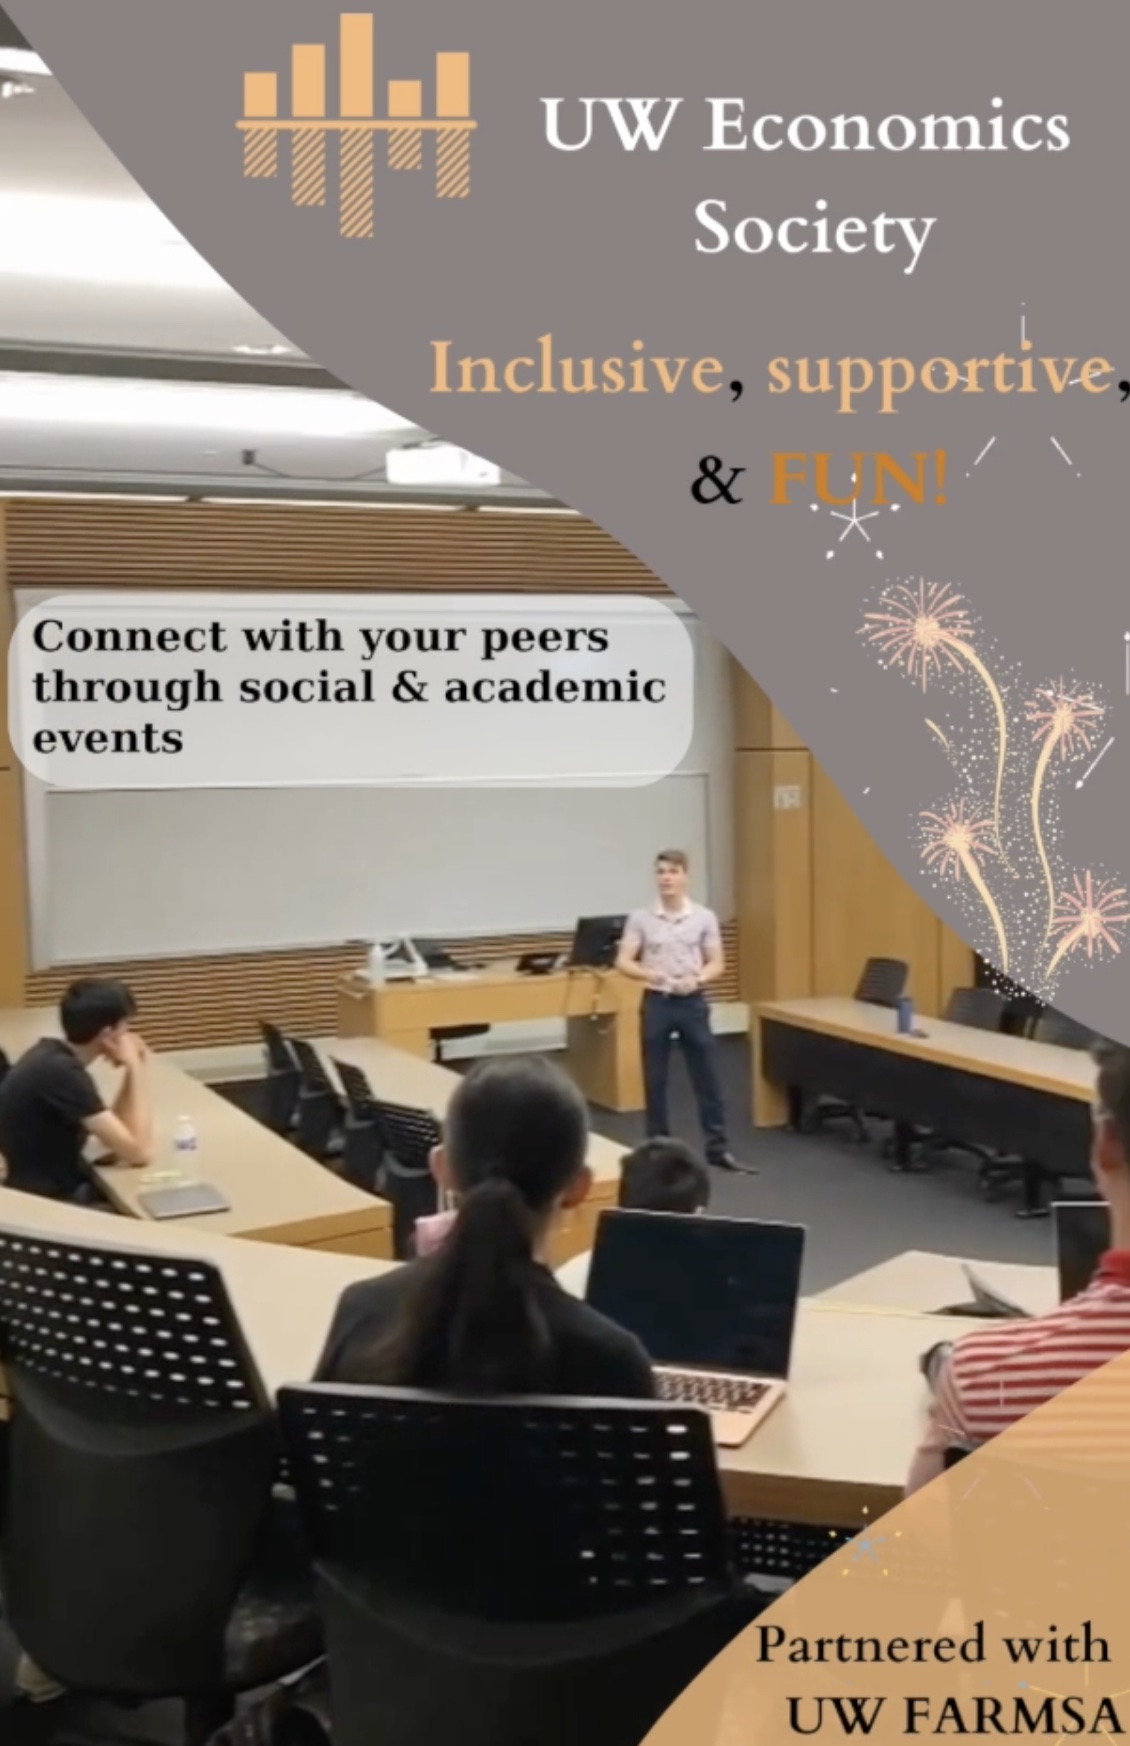 UW Economics
Society
Inclusive, supportive,
& FUN!
Connect with your peers
through social & academic
events
Partnered with
UW FARMSA